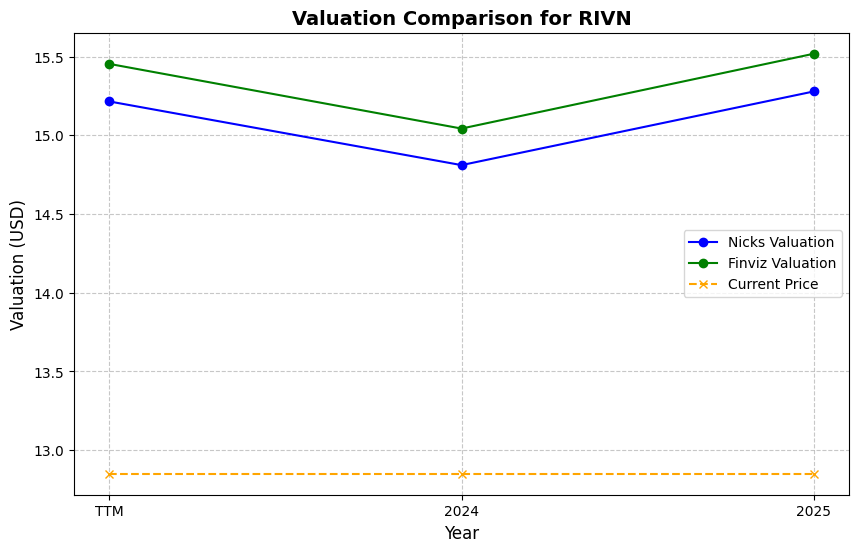 Valuation Comparison for RIVN
Valuation (USD)
15.5
15.0
14.5
14.0
13.5
13.0
Nicks Valuation
Finviz Valuation
Current Price
TTM
2024
2025
Year